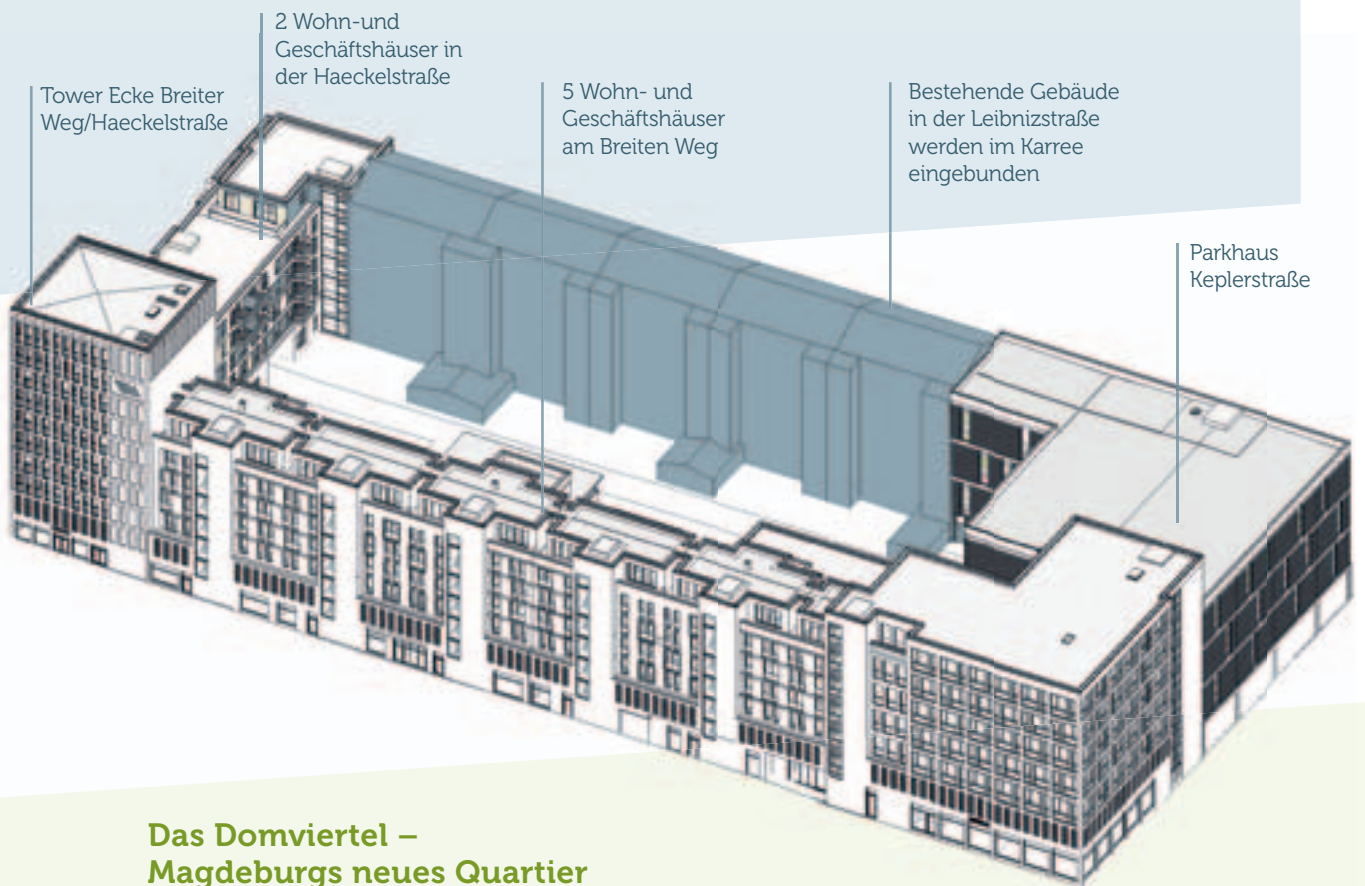 2 Wohn-und
Geschäftshäuser in
der Haeckelstraße
Tower Ecke Breiter
Weg/Haeckelstraße
5 Wohn- und
Geschäftshäuser
am Breiten Weg
Bestehende Gebäude
in der Leibnizstraße
werden im Karree
eingebunden
Parkhaus
Keplerstraße
Das Domviertel –
Magdeburgs neues Quartier